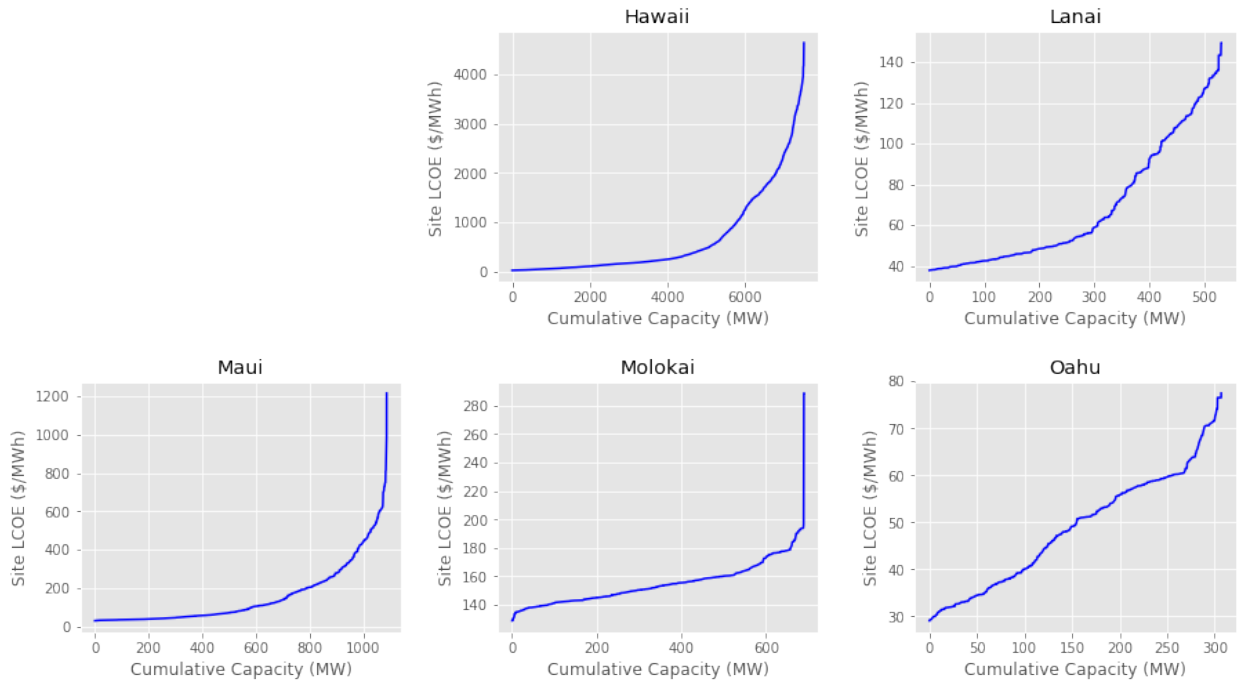 Hawaii
Site LCOE ($/MWh)
4000
3000
2000
1000
0
0 2000 4000 6000
Cumulative Capacity (MW)
Lanai
Site LCOE ($/MWh)
140
120
100
80
60
40
0 100 200 300 400 500
Cumulative Capacity (MW)
Maui
Site LCOE ($/MWh)
1200
1000
800
600
400
200
0
0 200 400 600 800 1000
Cumulative Capacity (MW)
Molokai
Site LCOE ($/MWh)
280
260
240
220
200
180
160
140
0 200 400 600
Cumulative Capacity (MW)
Oahu
Site LCOE ($/MWh)
80
70
60
50
40
30
0 50 100 150 200 250 300
Cumulative Capacity (MW)